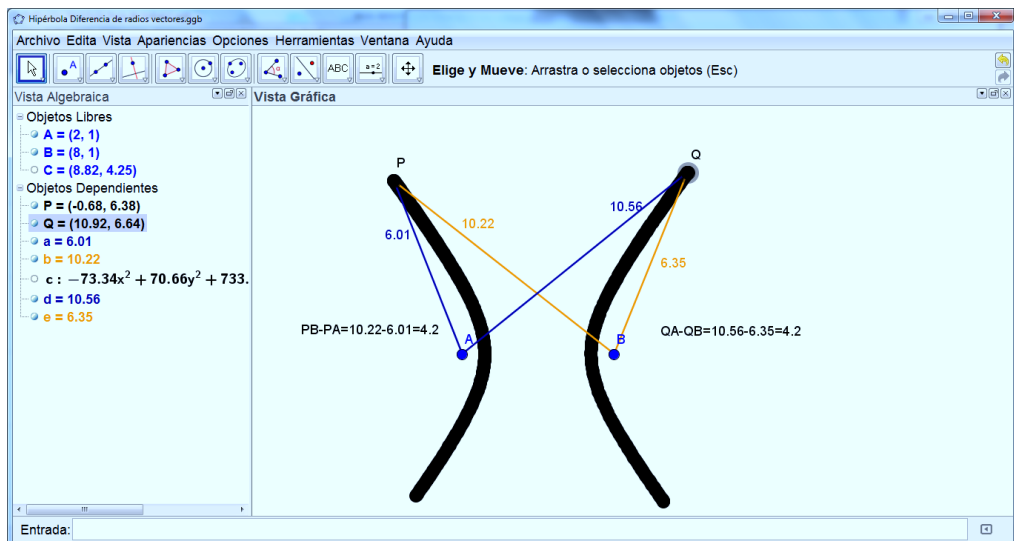 Hipérbola Diferencia de radios vectores.ggb
Archivo Edita Vista Apariencias Opciones Herramientas Ventana Ayuda
A
ABC
a=2
Elige y Mueve: Arrastra o selecciona objetos (Esc)
Vista Algebraica
Vista Gráfica
Objetos Libres
A = (2, 1)
B = (8, 1)
C = (8.82, 4.25)
Objetos Dependientes
P = (-0.68, 6.38)
Q = (10.92, 6.64)
a = 6.01
b = 10.22
c : −73.34x² + 70.66y² + 733.
d = 10.56
e = 6.35
P
Q
10.56
10.22
6.01
6.35
PB-PA=10.22-6.01=4.2
QA-QB=10.56-6.35=4.2
A
B
Entrada: